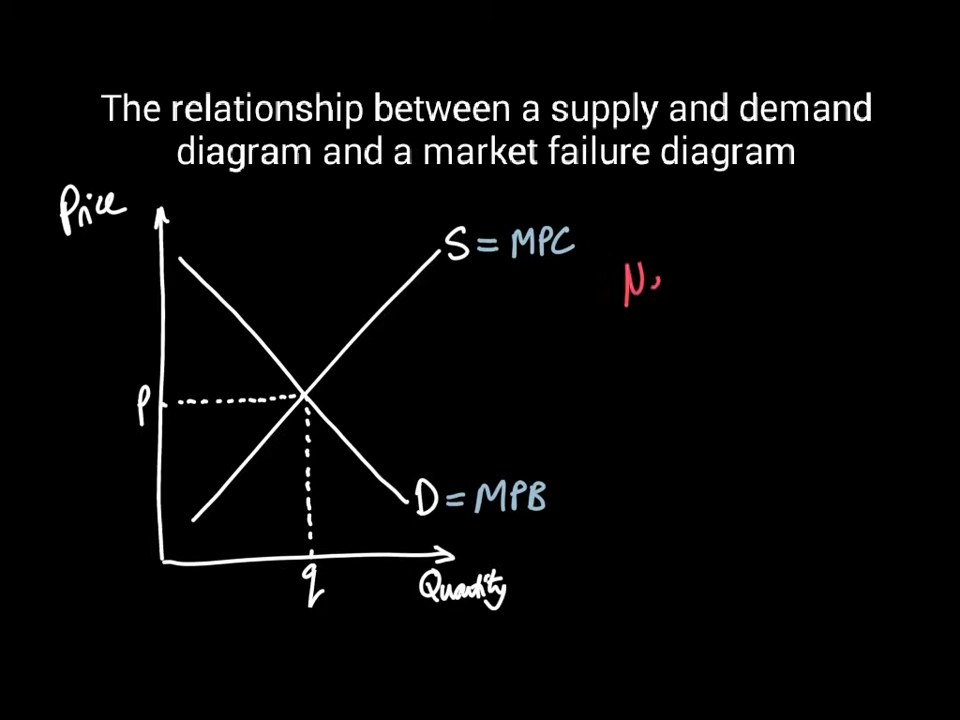 The relationship between a supply and demand
diagram and a market failure diagram
Price
S = MPC
N
P
D = MPB
q
Quantity